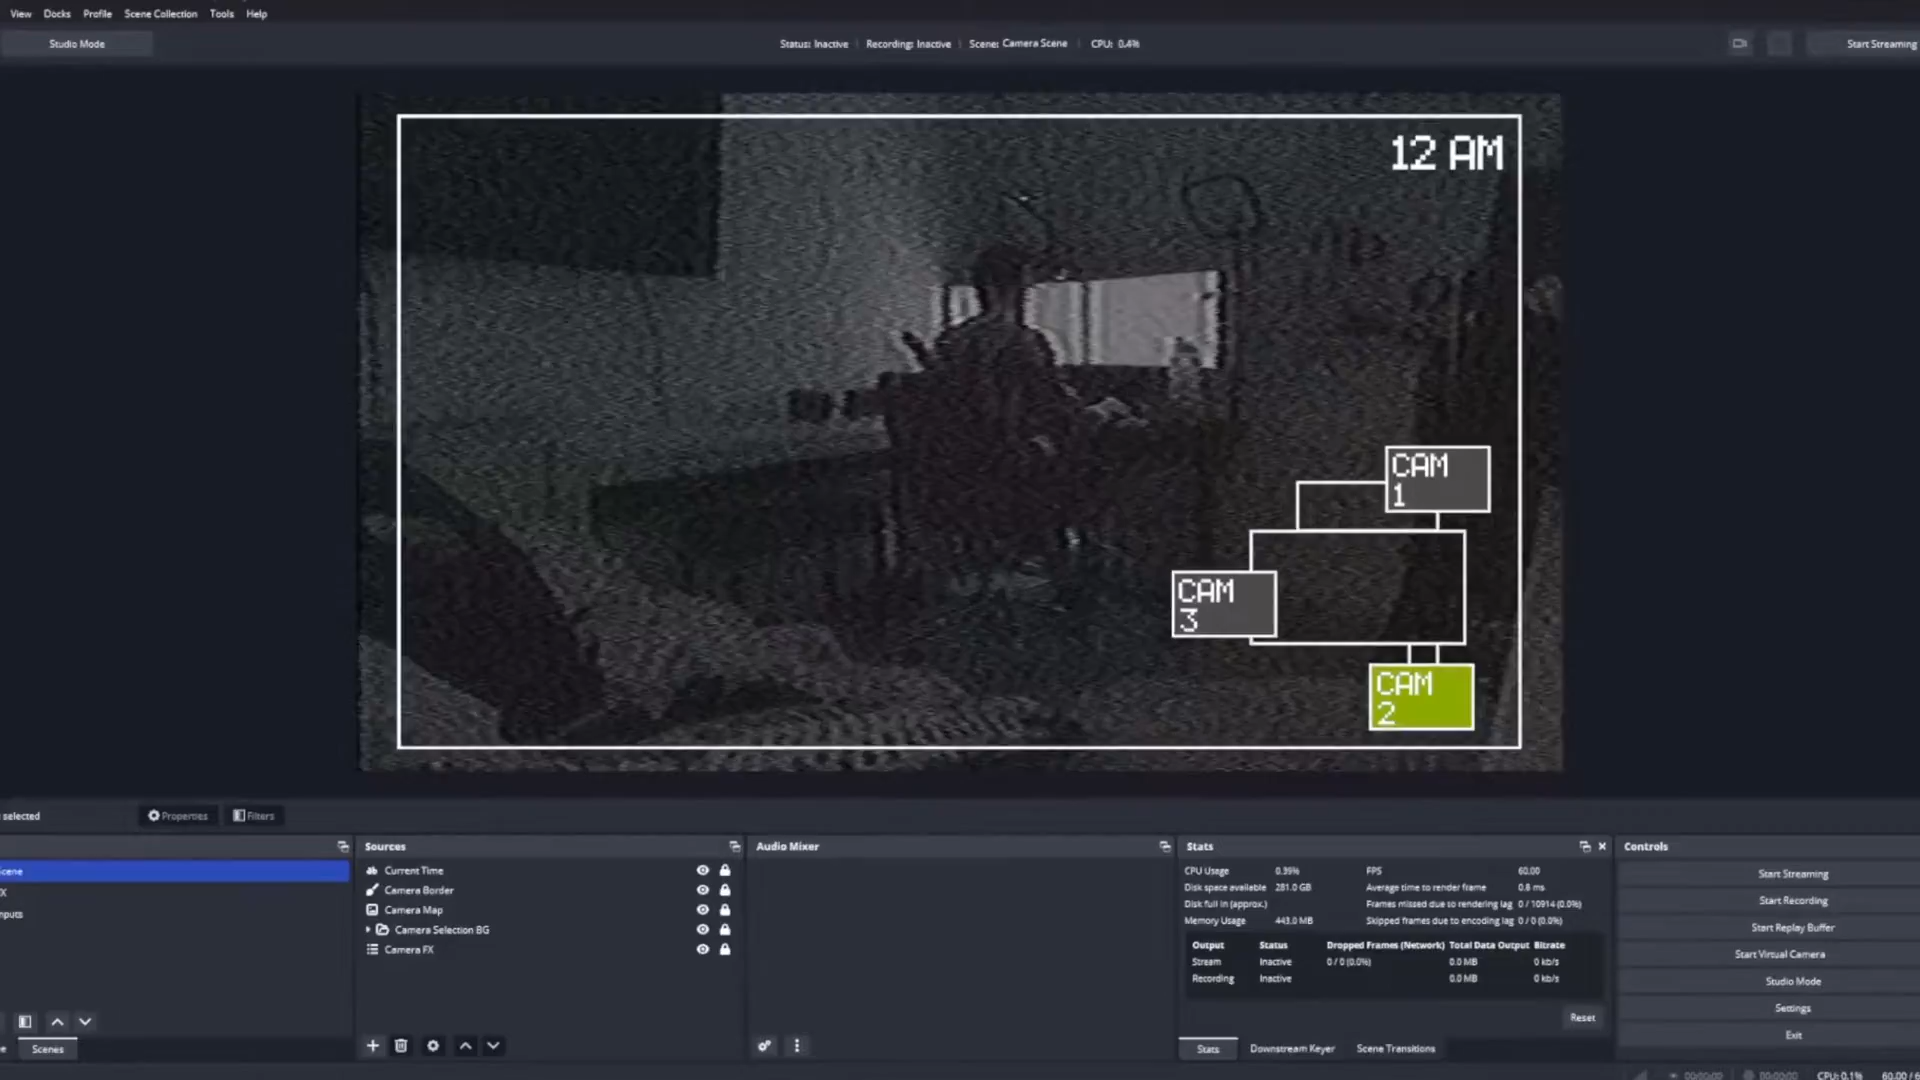 View Docks Profile Scene Collection Tools Help
Studio Mode
Status: Inactive Recording: Inactive Scene: Camera Scene CPU: 0.4%
Start Streaming
12 AM
CAM
1
CAM
3
CAM
2
selected
Properties
Filters
Scenes
Sources
Current Time
Camera Border
Camera Map
Camera Selection BG
Camera FX
Audio Mixer
Stats
CPU Usage 0.39% FPS 60.00
Disk space available 281.0 GB Average time to render frame 0.8 ms
Disk full in (approx.) Frames missed due to rendering lag 0 / 10914 (0.0%)
Memory Usage 443.0 MB Skipped frames due to encoding lag 0 / 0 (0.0%)
Output Status Dropped Frames (Network) Total Data Output Bitrate
Stream Inactive 0 / 0 (0.0%) 0.0 MB 0 kb/s
Recording Inactive 0.0 MB 0 kb/s
Reset
Stats Downstream Keyer Scene Transitions
Controls
Start Streaming
Start Recording
Start Replay Buffer
Start Virtual Camera
Studio Mode
Settings
Exit
00:00:00 00:00:00 CPU: 0.1%